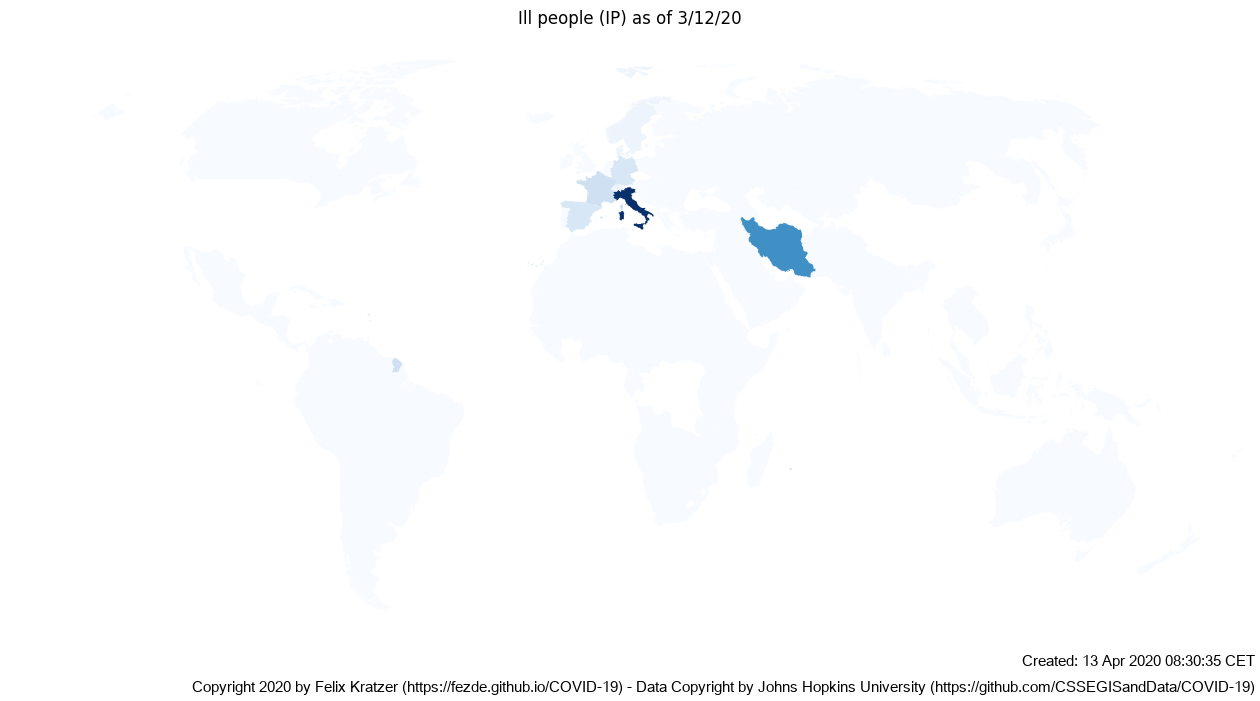 Ill people (IP) as of 3/12/20
Created: 13 Apr 2020 08:30:35 CET
Copyright 2020 by Felix Kratzer (https://fezde.github.io/COVID-19) - Data Copyright by Johns Hopkins University (https://github.com/CSSEGISandData/COVID-19)